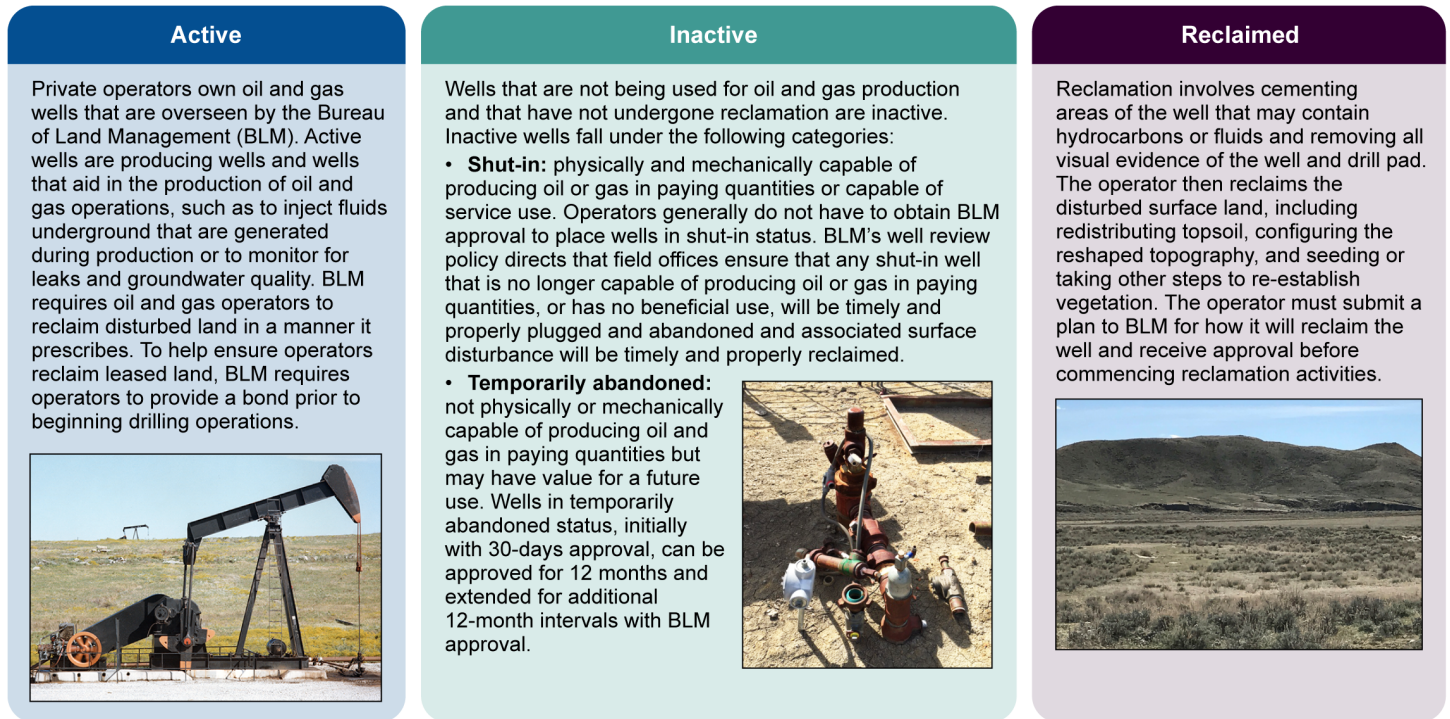 Active
Private operators own oil and gas
wells that are overseen by the Bureau
of Land Management (BLM). Active
wells are producing wells and wells
that aid in the production of oil and
gas operations, such as to inject fluids
underground that are generated
during production or to monitor for
leaks and groundwater quality. BLM
requires oil and gas operators to
reclaim disturbed land in a manner it
prescribes. To help ensure operators
reclaim leased land, BLM requires
operators to provide a bond prior to
beginning drilling operations.
Inactive
Wells that are not being used for oil and gas production
and that have not undergone reclamation are inactive.
Inactive wells fall under the following categories:
• Shut-in: physically and mechanically capable of
producing oil or gas in paying quantities or capable of
service use. Operators generally do not have to obtain BLM
approval to place wells in shut-in status. BLM’s well review
policy directs that field offices ensure that any shut-in well
that is no longer capable of producing oil or gas in paying
quantities, or has no beneficial use, will be timely and
properly plugged and abandoned and associated surface
disturbance will be timely and properly reclaimed.
• Temporarily abandoned:
not physically or mechanically
capable of producing oil and
gas in paying quantities but
may have value for a future
use. Wells in temporarily
abandoned status, initially
with 30-days approval, can be
approved for 12 months and
extended for additional
12-month intervals with BLM
approval.
Reclaimed
Reclamation involves cementing
areas of the well that may contain
hydrocarbons or fluids and removing all
visual evidence of the well and drill pad.
The operator then reclaims the
disturbed surface land, including
redistributing topsoil, configuring the
reshaped topography, and seeding or
taking other steps to re-establish
vegetation. The operator must submit a
plan to BLM for how it will reclaim the
well and receive approval before
commencing reclamation activities.